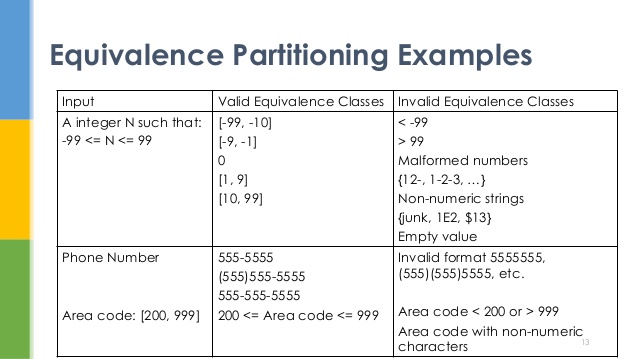 Equivalence Partitioning Examples
Input Valid Equivalence Classes Invalid Equivalence Classes
A integer N such that:
-99 <= N <= 99
[-99, -10]
[-9, -1]
0
[1, 9]
[10, 99]
< -99
> 99
Malformed numbers
{12-, 1-2-3, …}
Non-numeric strings
{junk, 1E2, $13}
Empty value
Phone Number
Area code: [200, 999]
555-5555
(555)555-5555
555-555-5555
200 <= Area code <= 999
Invalid format 5555555,
(555)(555)5555, etc.
Area code < 200 or > 999
Area code with non-numeric
characters
13